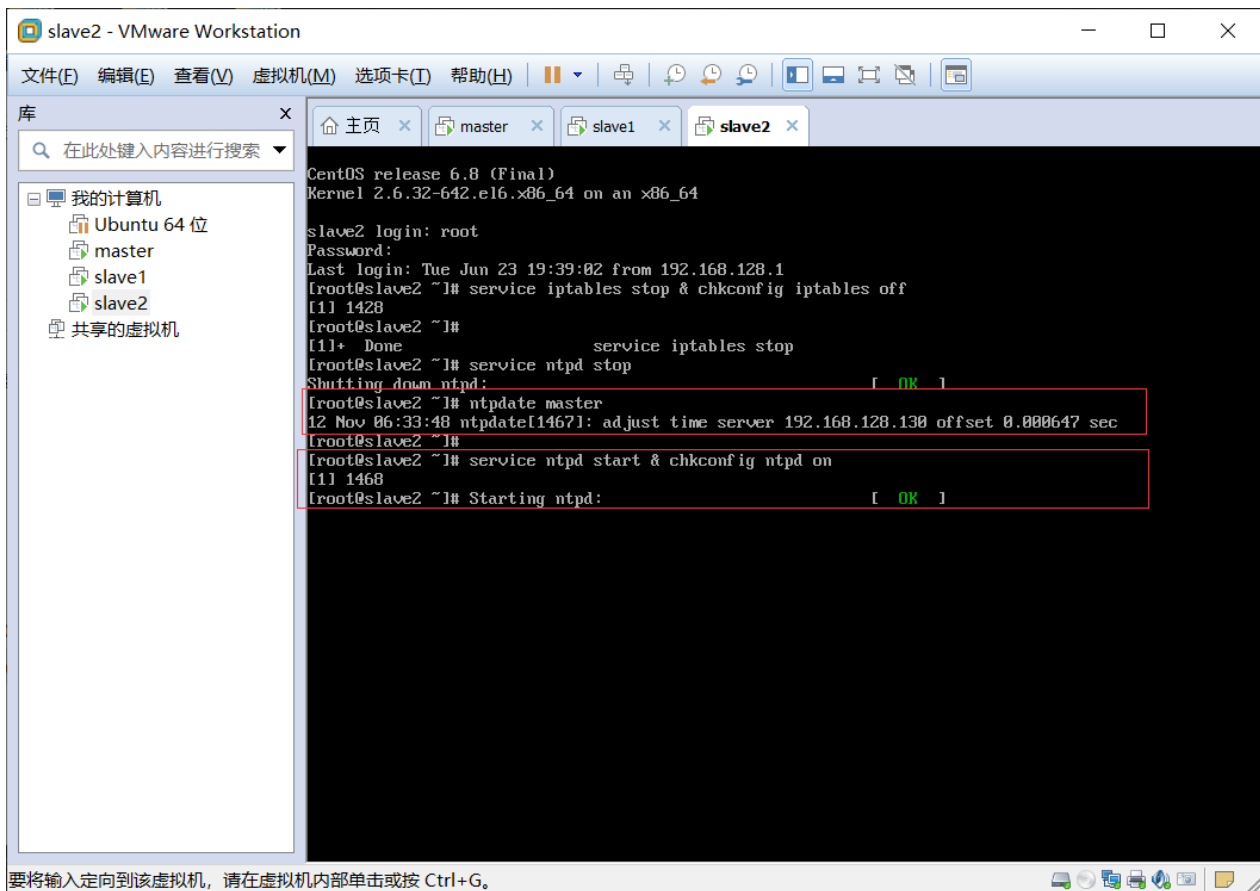 slave2 - VMware Workstation
文件(F) 编辑(E) 查看(V) 虚拟机(M) 选项卡(T) 帮助(H)
库
在此处键入内容进行搜索
我的计算机
Ubuntu 64 位
master
slave1
slave2
共享的虚拟机
主页 master slave1 slave2
CentOS release 6.8 (Final)
Kernel 2.6.32-642.el6.x86_64 on an x86_64
slave2 login: root
Password:
Last login: Tue Jun 23 19:39:02 from 192.168.128.1
[root@slave2 ~]# service iptables stop & chkconfig iptables off
[1] 1428
[root@slave2 ~]#
[1]+ Done service iptables stop
[root@slave2 ~]# service ntpd stop
Shutting down ntpd: [ OK ]
[root@slave2 ~]# ntpdate master
12 Nov 06:33:48 ntpdate[1467]: adjust time server 192.168.128.130 offset 0.000647 sec
[root@slave2 ~]#
[root@slave2 ~]# service ntpd start & chkconfig ntpd on
[1] 1468
[root@slave2 ~]# Starting ntpd: [ OK ]
要将输入定向到该虚拟机，请在虚拟机内部单击或按 Ctrl+G。